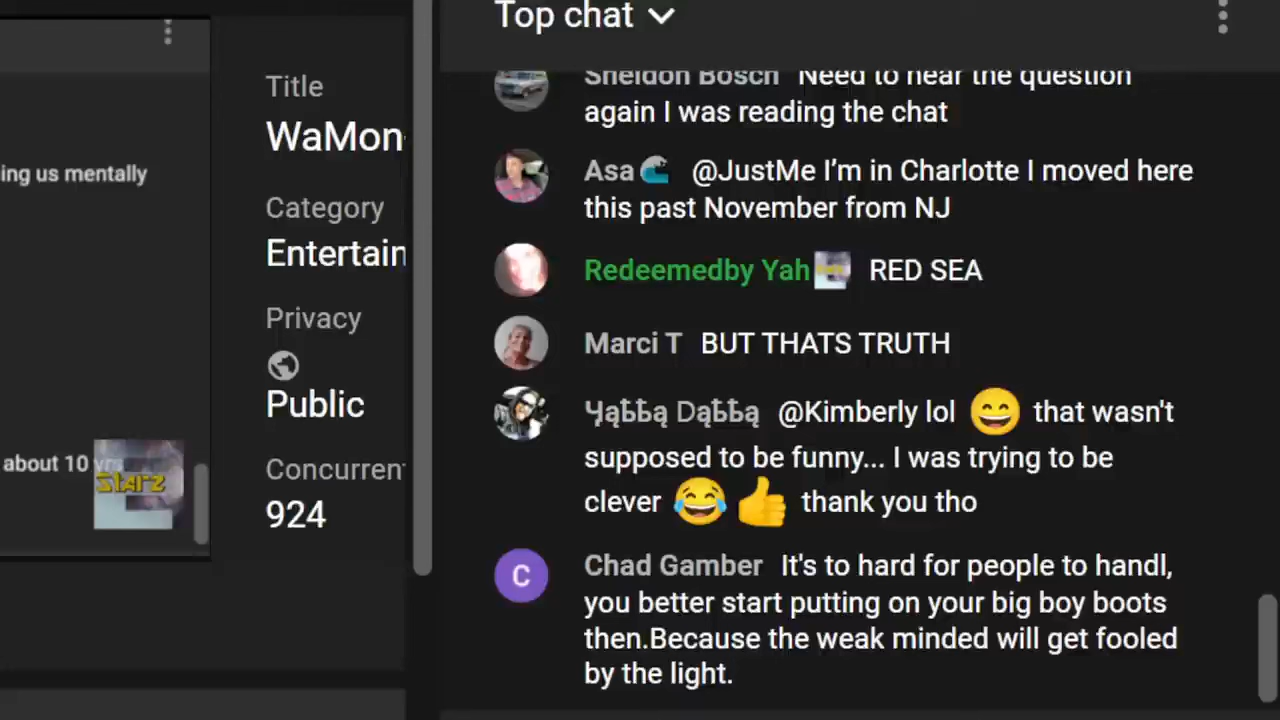 ing us mentally
about 10 yrs
STARZ
Title
WaMon
Category
Entertain
Privacy
Public
Concurren
924
Top chat
Sheldon Bosch Need to hear the question
again I was reading the chat
Asa🌊 @JustMe I'm in Charlotte I moved here
this past November from NJ
Redeemedby Yah RED SEA
Marci T BUT THATS TRUTH
Ⴗąƀƀą Dąƀƀą @Kimberly lol 😄 that wasn't
supposed to be funny... I was trying to be
clever 😂👍 thank you tho
C
Chad Gamber It's to hard for people to handl,
you better start putting on your big boy boots
then.Because the weak minded will get fooled
by the light.